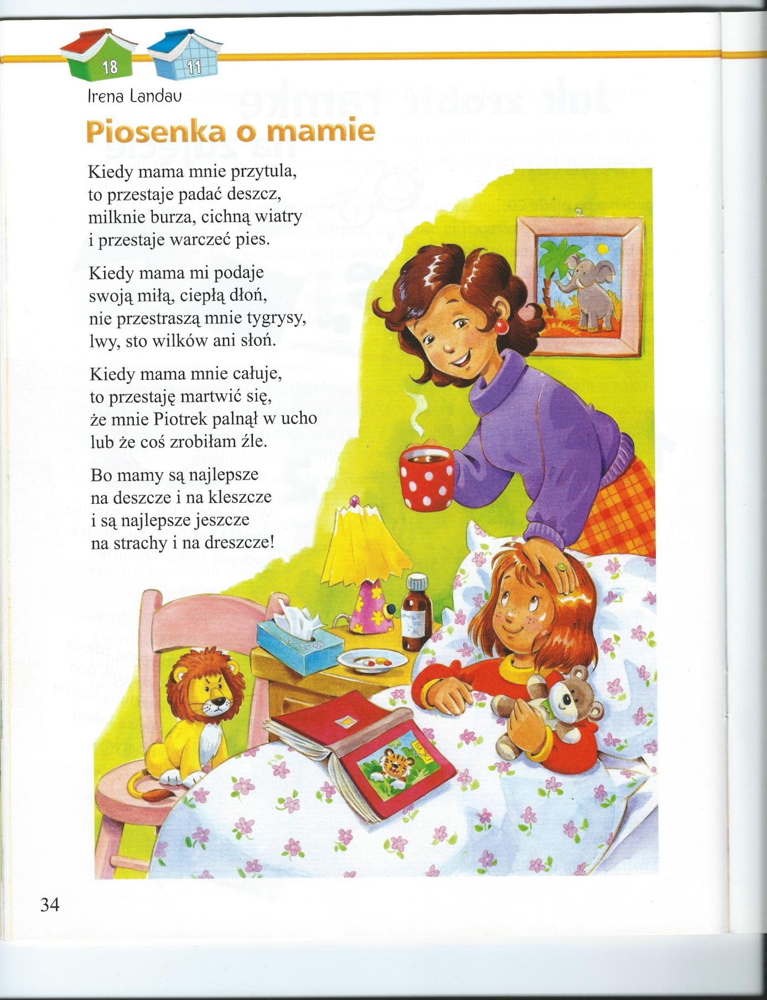 18
11
Irena Landau
Piosenka o mamie
Kiedy mama mnie przytula,
to przestaje padać deszcz,
milknie burza, cichną wiatry
i przestaje warczeć pies.
Kiedy mama mi podaje
swoją miłą, ciepłą dłoń,
nie przestraszą mnie tygrysy,
lwy, sto wilków ani słoń.
Kiedy mama mnie całuje,
to przestaję martwić się,
że mnie Piotrek palnął w ucho
lub że coś zrobiłam źle.
Bo mamy są najlepsze
na deszcze i na kleszcze
i są najlepsze jeszcze
na strachy i na dreszcze!
BAJKI
34